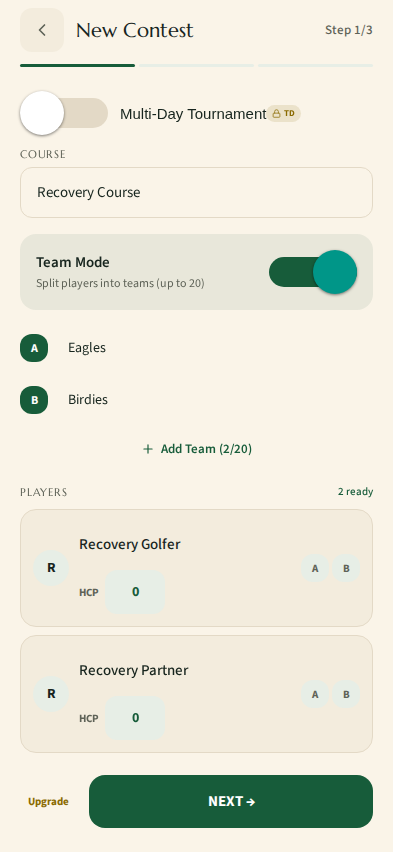 New Contest
Step 1/3
Multi-Day Tournament TD
COURSE
Recovery Course
Team Mode
Split players into teams (up to 20)
A Eagles
B Birdies
+ Add Team (2/20)
PLAYERS
2 ready
Recovery Golfer
R
A B
HCP 0
Recovery Partner
R
A B
HCP 0
Upgrade
NEXT →